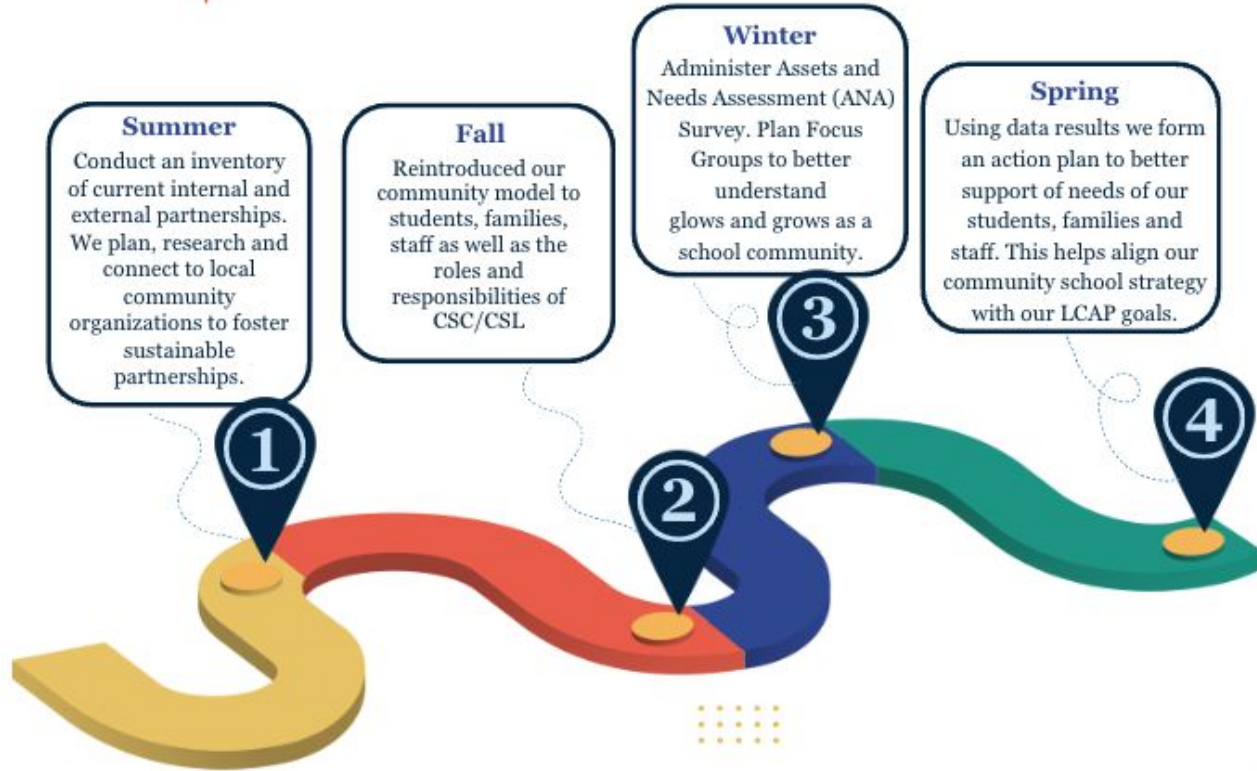 Summer
Conduct an inventory
of current internal and
external partnerships.
We plan, research and
connect to local
community
organizations to foster
sustainable
partnerships.
Fall
Reintroduced our
community model to
students, families,
staff as well as the
roles and
responsibilities of
CSC/CSL
Winter
Administer Assets and
Needs Assessment (ANA)
Survey. Plan Focus
Groups to better
understand
glows and grows as a
school community.
Spring
Using data results we form
an action plan to better
support of needs of our
students, families and
staff. This helps align our
community school strategy
with our LCAP goals.
1
2
3
4